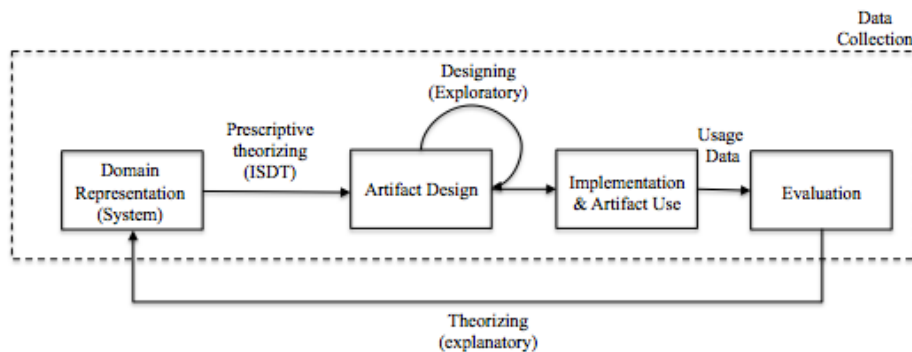 Data
Collection
Designing
(Exploratory)
Prescriptive
theorizing
(ISDT)
Usage
Data
Domain
Representation
(System)
Artifact Design
Implementation
& Artifact Use
Evaluation
Theorizing
(explanatory)